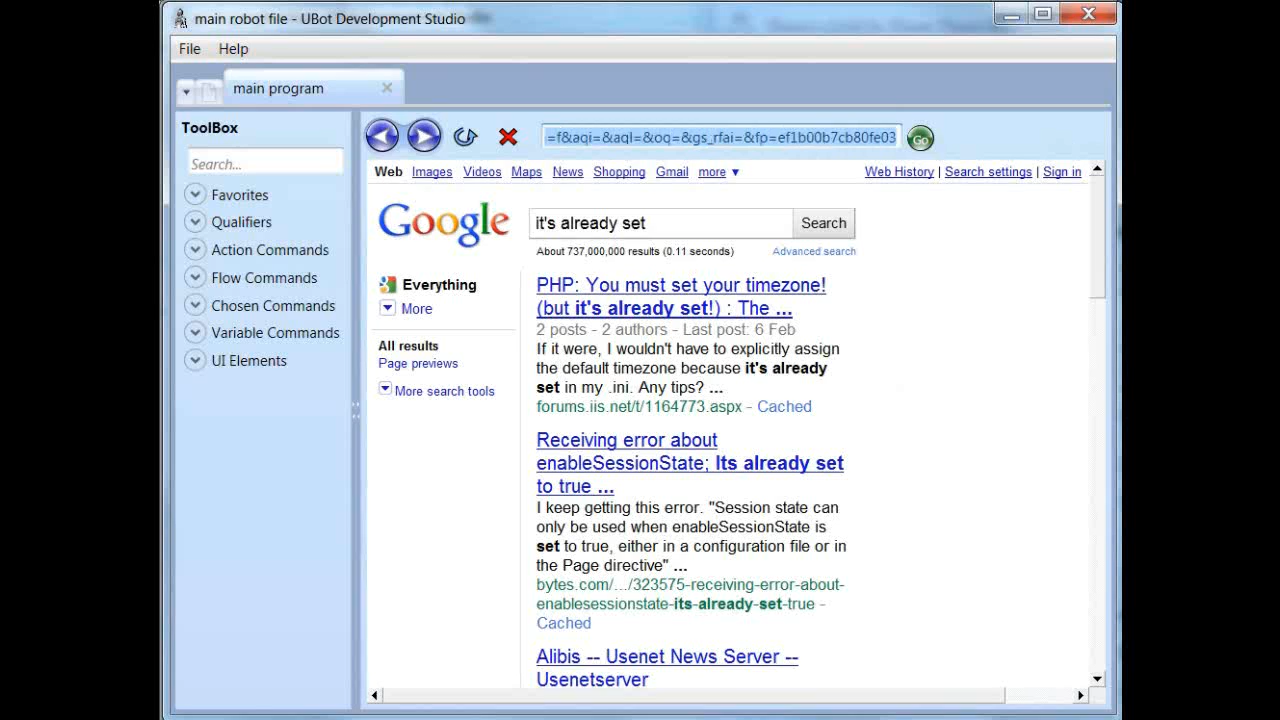 main robot file - UBot Development Studio
File Help
main program
ToolBox
Search...
Favorites
Qualifiers
Action Commands
Flow Commands
Chosen Commands
Variable Commands
UI Elements
=f&aqi=&aql=&oq=&gs_rfai=&fp=ef1b00b7cb80fe03 Go
Web Images Videos Maps News Shopping Gmail more ▼ Web History | Search settings | Sign in
Google it's already set Search
About 737,000,000 results (0.11 seconds) Advanced search
Everything
More
All results
Page previews
More search tools
PHP: You must set your timezone!
(but it's already set!) : The ...
2 posts - 2 authors - Last post: 6 Feb
If it were, I wouldn't have to explicitly assign
the default timezone because it's already
set in my .ini. Any tips? ...
forums.iis.net/t/1164773.aspx - Cached
Receiving error about
enableSessionState; Its already set
to true ...
I keep getting this error. "Session state can
only be used when enableSessionState is
set to true, either in a configuration file or in
the Page directive" ...
bytes.com/.../323575-receiving-error-about-
enablesessionstate-its-already-set-true -
Cached
Alibis -- Usenet News Server --
Usenetserver